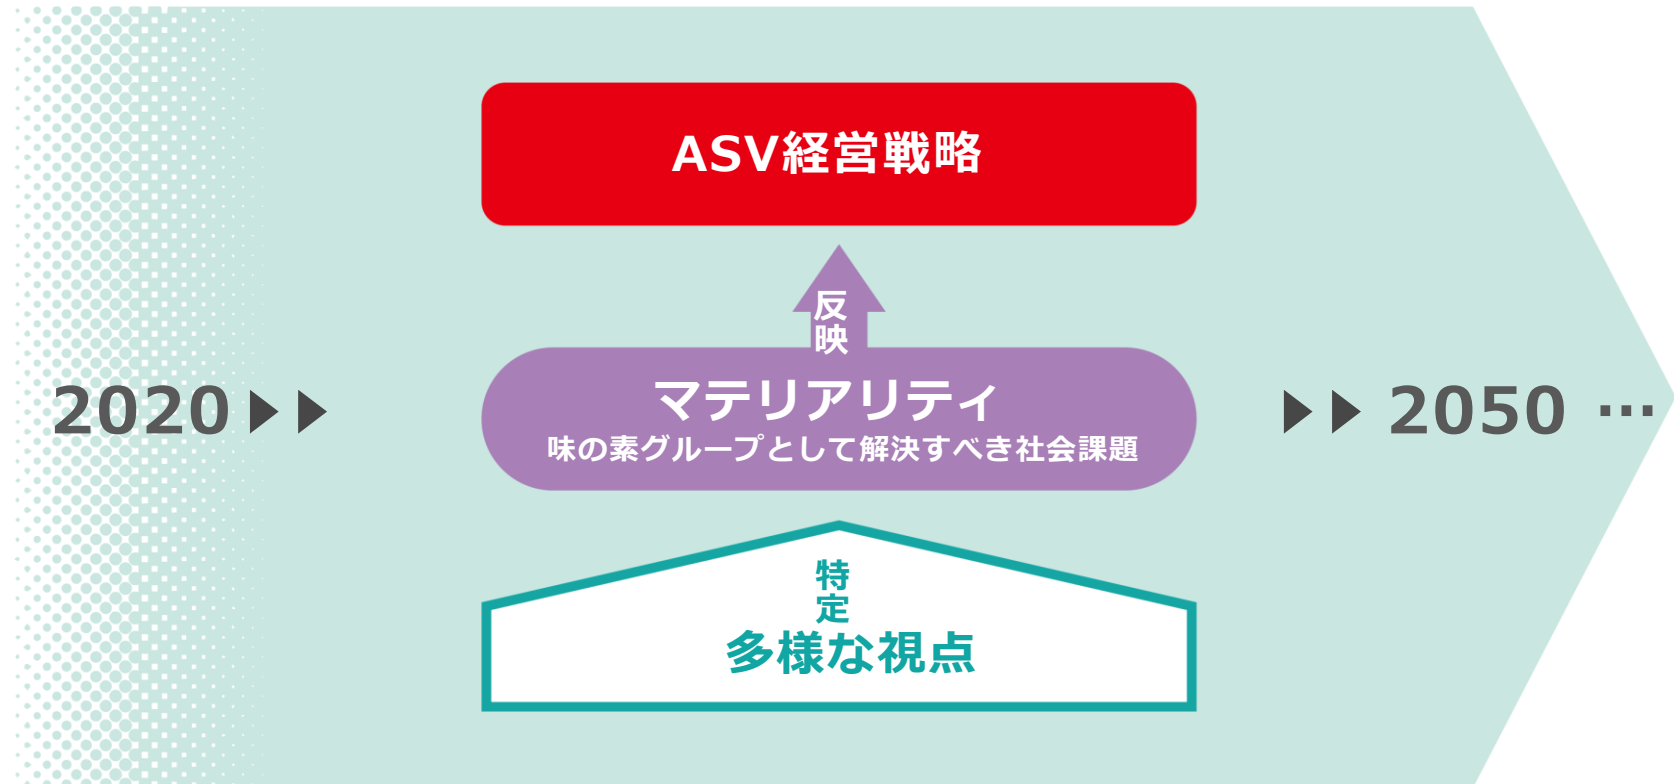 ASV経営戦略
反映
2020
マテリアリティ
味の素グループとして解決すべき社会課題
2050 …
特定
多様な視点